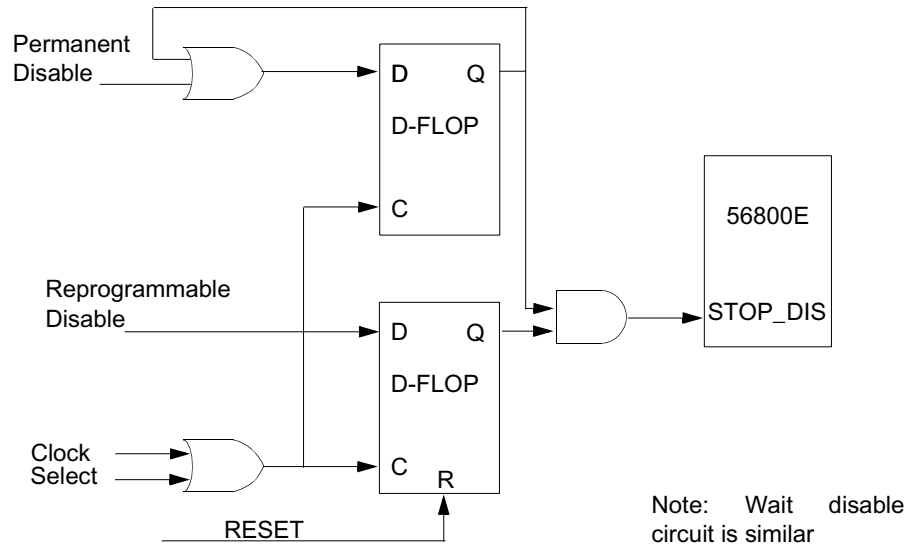 Permanent
Disable
D Q
D-FLOP
C
56800E
STOP_DIS
Reprogrammable
Disable
D Q
D-FLOP
C
R
Clock
Select
RESET
Note: Wait disable
circuit is similar